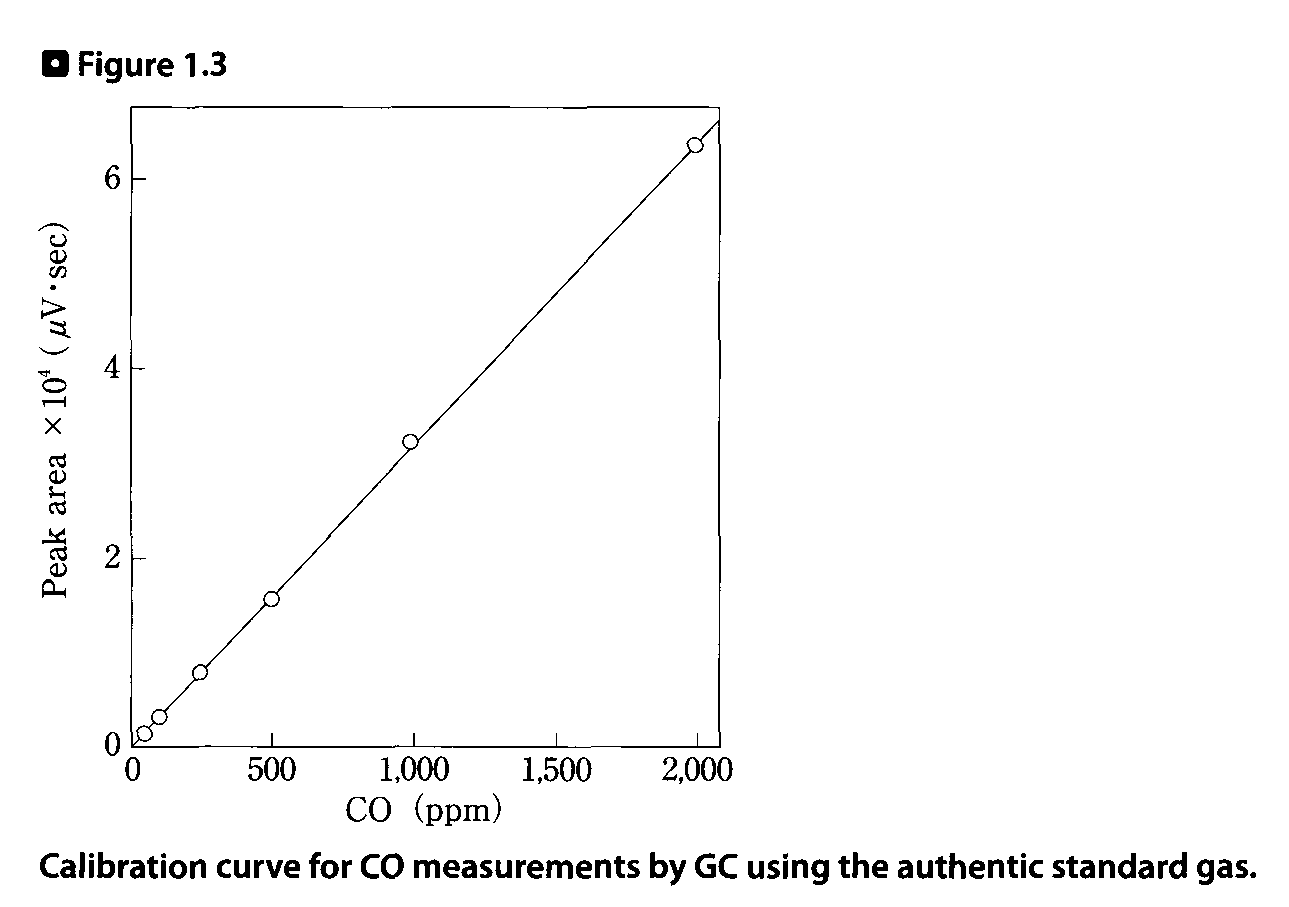 Figure 1.3
6
4
2
0
Peak area ×10⁴ (μV·sec)
0 500 1,000 1,500 2,000
CO (ppm)
Calibration curve for CO measurements by GC using the authentic standard gas.